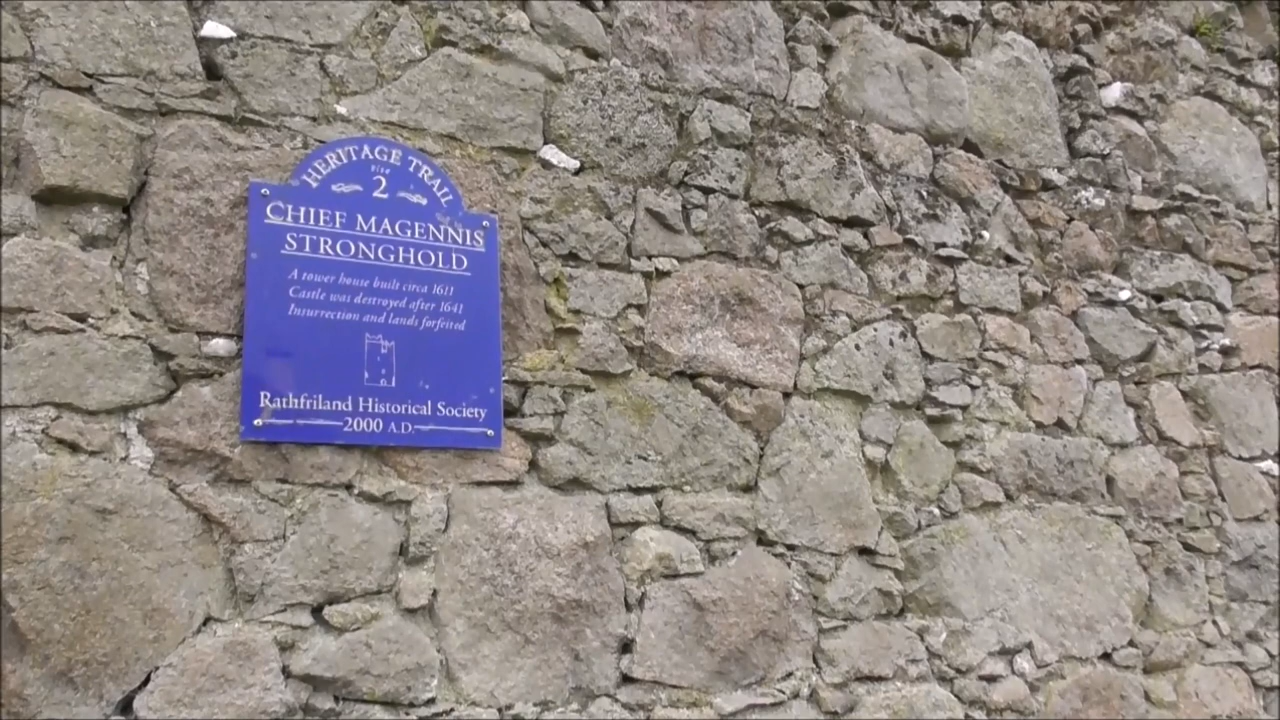 HERITAGE TRAIL
2
CHIEF MAGENNIS
STRONGHOLD
A tower house built circa 1611
Castle was destroyed after 1641
Insurrection and lands forfeited
Rathfriland Historical Society
2000 A.D.